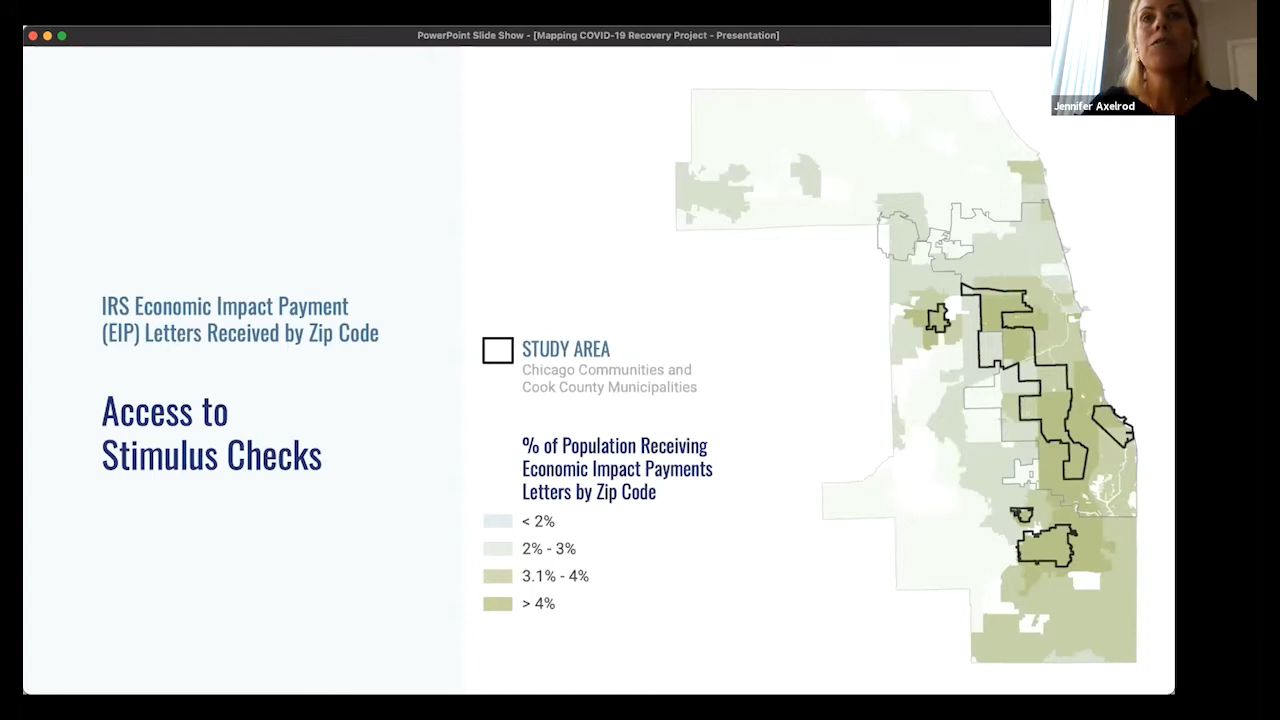 PowerPoint Slide Show - [Mapping COVID-19 Recovery Project - Presentation]
Jennifer Axelrod
IRS Economic Impact Payment
(EIP) Letters Received by Zip Code
Access to
Stimulus Checks
STUDY AREA
Chicago Communities and
Cook County Municipalities
% of Population Receiving
Economic Impact Payments
Letters by Zip Code
< 2%
2% - 3%
3.1% - 4%
> 4%